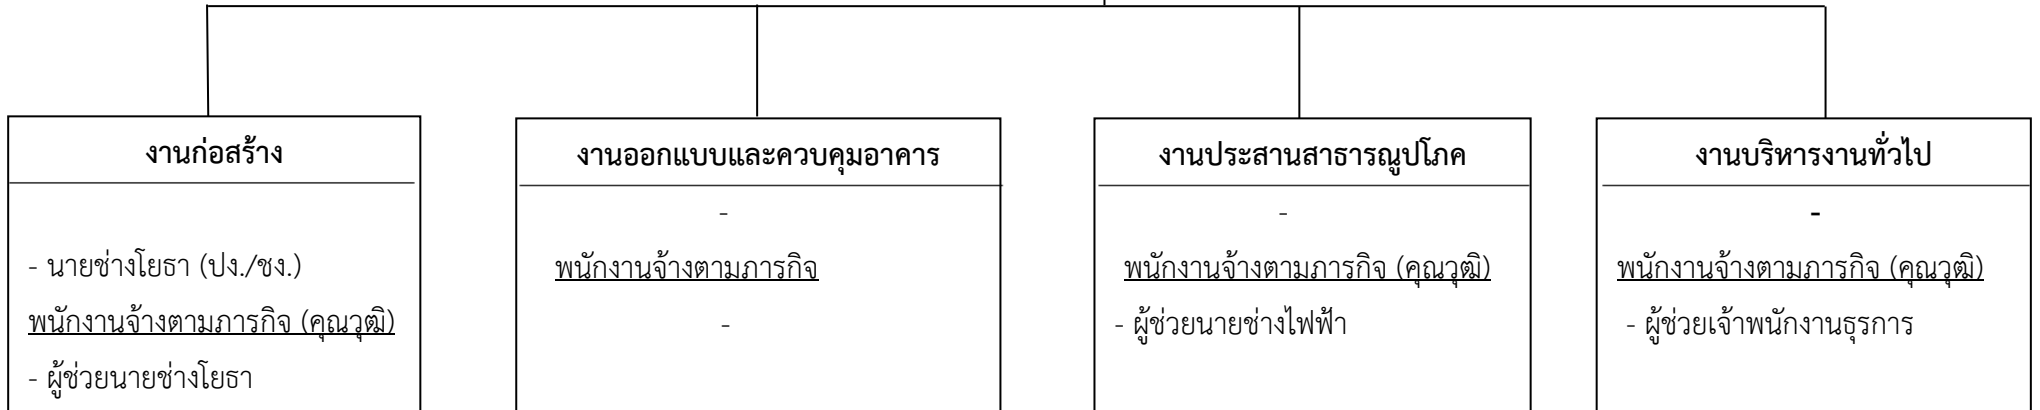 งานก่อสร้าง
- นายช่างโยธา (ปง./ชง.)
พนักงานจ้างตามภารกิจ (คุณวุฒิ)
- ผู้ช่วยนายช่างโยธา
งานออกแบบและควบคุมอาคาร
-
พนักงานจ้างตามภารกิจ
-
งานประสานสาธารณูปโภค
-
พนักงานจ้างตามภารกิจ (คุณวุฒิ)
- ผู้ช่วยนายช่างไฟฟ้า
งานบริหารงานทั่วไป
-
พนักงานจ้างตามภารกิจ (คุณวุฒิ)
- ผู้ช่วยเจ้าพนักงานธุรการ